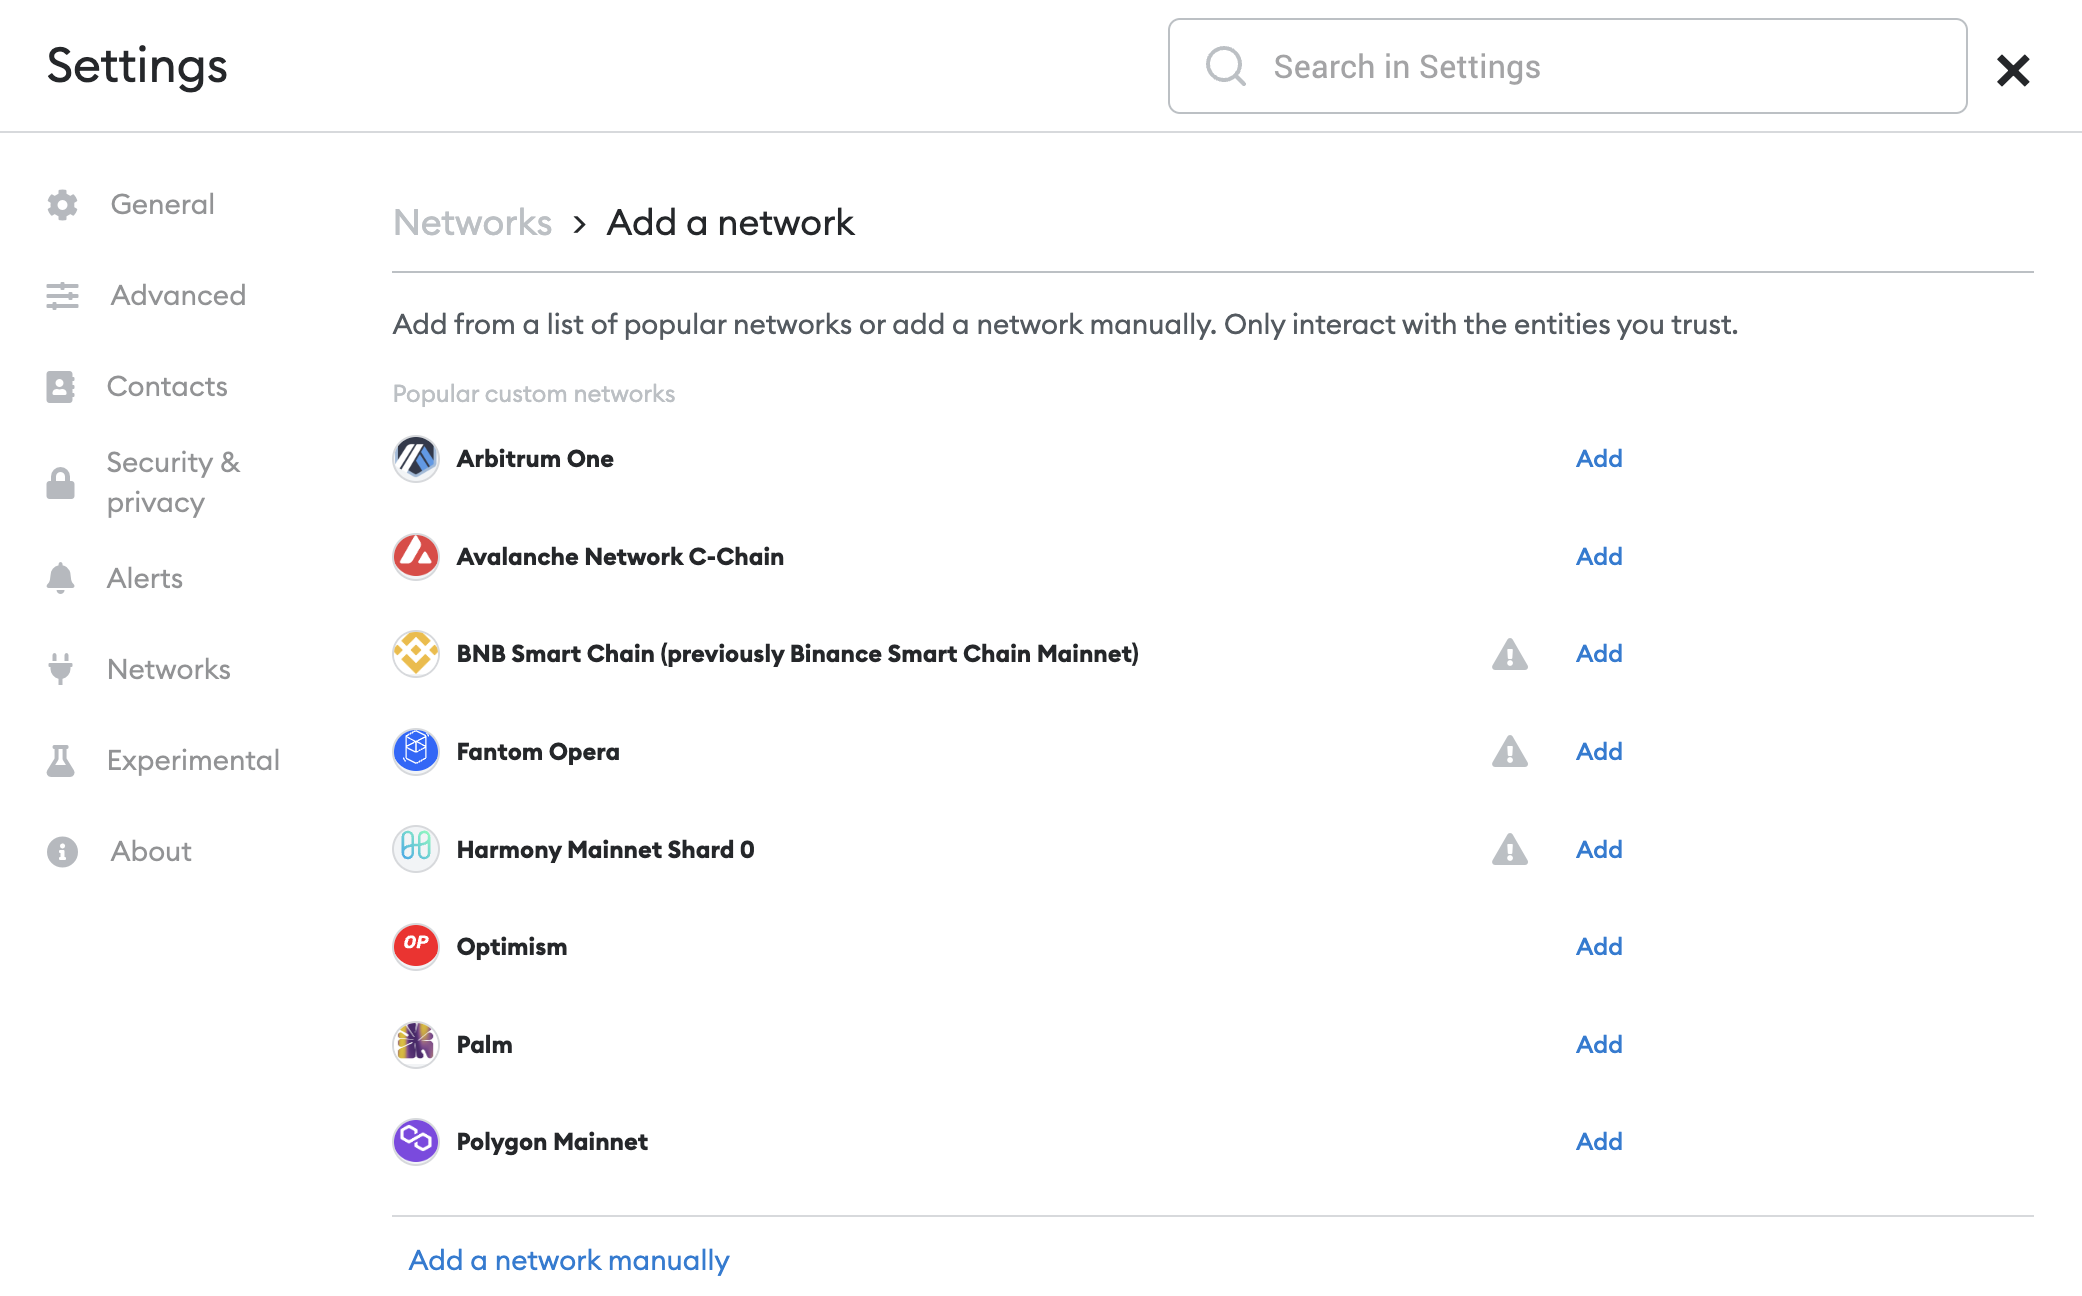 Settings
Search in Settings
General
Advanced
Contacts
Security &
privacy
Alerts
Networks
Experimental
About
Networks > Add a network
Add from a list of popular networks or add a network manually. Only interact with the entities you trust.
Popular custom networks
Arbitrum One Add
Avalanche Network C-Chain Add
BNB Smart Chain (previously Binance Smart Chain Mainnet) Add
Fantom Opera Add
Harmony Mainnet Shard 0 Add
OP Optimism Add
Palm Add
Polygon Mainnet Add
Add a network manually